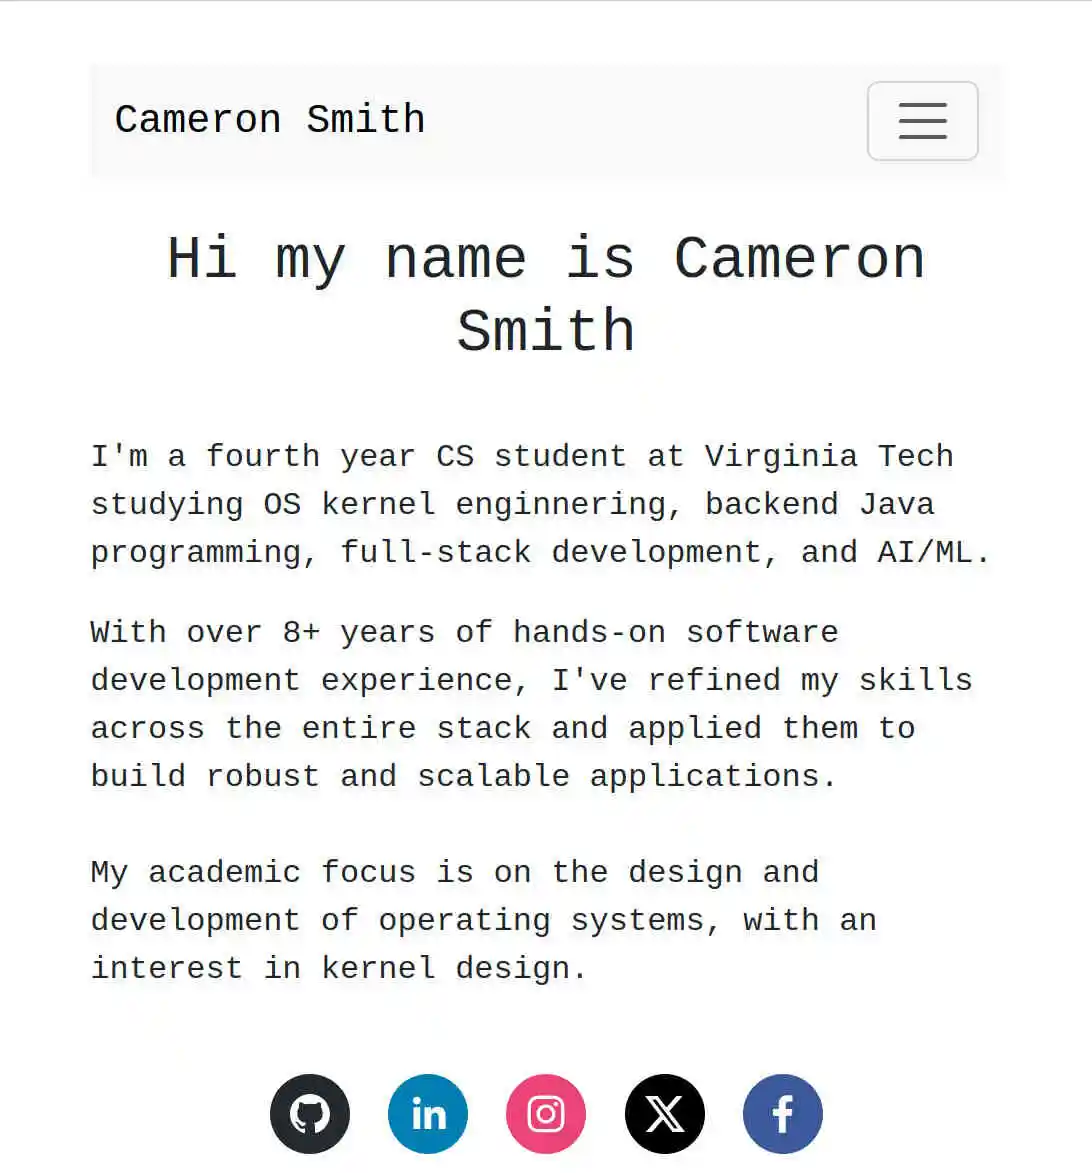 Cameron Smith
Hi my name is Cameron
Smith
I'm a fourth year CS student at Virginia Tech
studying OS kernel enginnering, backend Java
programming, full-stack development, and AI/ML.
With over 8+ years of hands-on software
development experience, I've refined my skills
across the entire stack and applied them to
build robust and scalable applications.
My academic focus is on the design and
development of operating systems, with an
interest in kernel design.
in